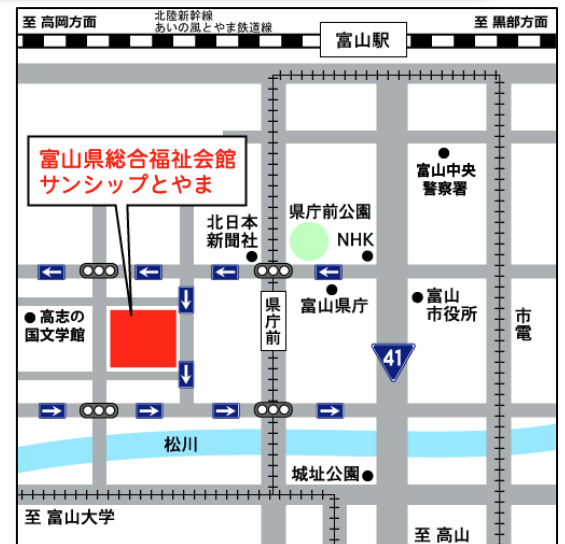 至 高岡方面
北陸新幹線
あいの風とやま鉄道線
至 黒部方面
富山駅
富山県総合福祉会館
サンシップとやま
富山中央
警察署
北日本
新聞社
県庁前公園
NHK
富山県庁
富山
市役所
高志の
国文学館
県庁前
市電
41
松川
城址公園
至 富山大学
至 高山